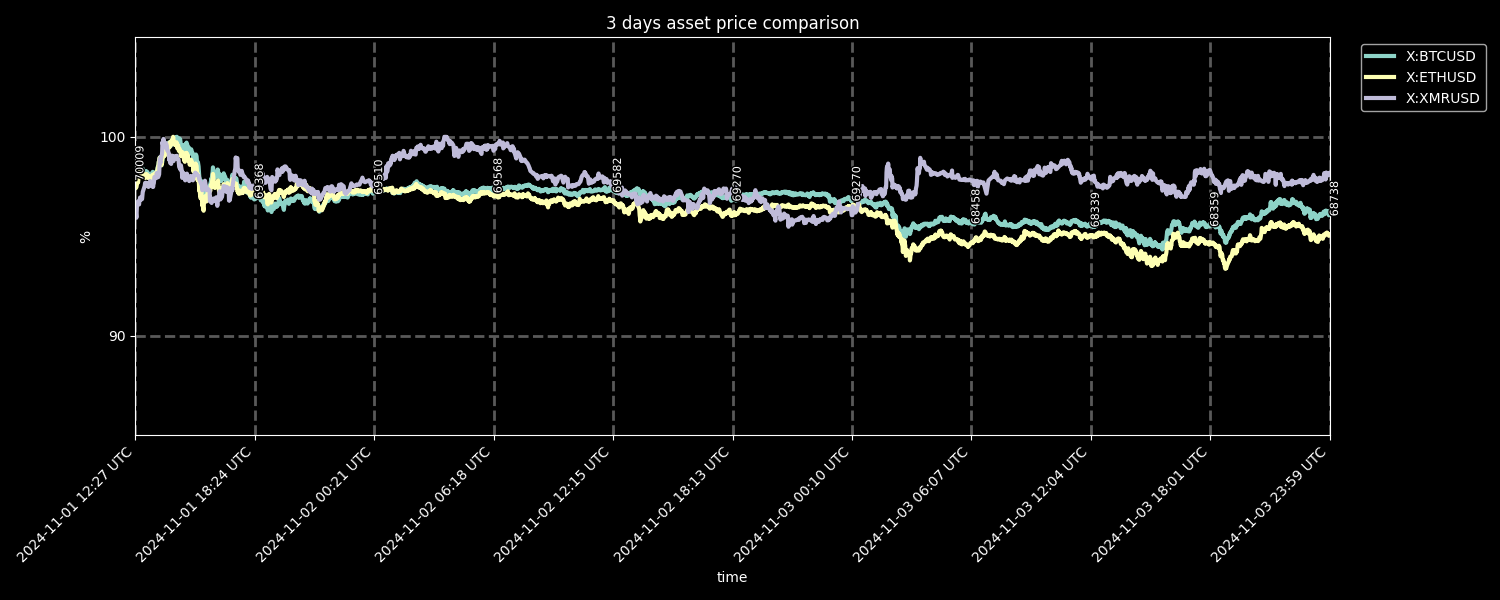 3 days asset price comparison
X:BTCUSD
X:ETHUSD
X:XMRUSD
100
90
%
70009
69368
69510
69568
69582
69270
69270
68458
68339
68359
68738
2024-11-01 12:27 UTC
2024-11-01 18:24 UTC
2024-11-02 00:21 UTC
2024-11-02 06:18 UTC
2024-11-02 12:15 UTC
2024-11-02 18:13 UTC
2024-11-03 00:10 UTC
2024-11-03 06:07 UTC
2024-11-03 12:04 UTC
2024-11-03 18:01 UTC
2024-11-03 23:59 UTC
time